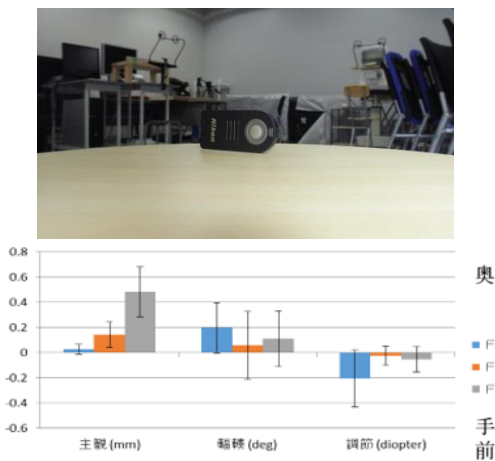 Nikon
0.8
0.6
0.4
0.2
0
-0.2
-0.4
-0.6
主観 (mm)
輻輳 (deg)
調節 (diopter)
奥
F
F
F
手
前